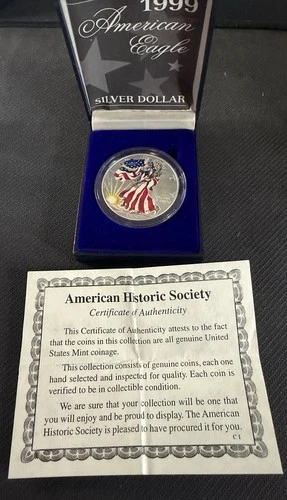 1999
American
Eagle
SILVER DOLLAR
American Historic Society
Certificate of Authenticity
This Certificate of Authenticity attests to the fact
that the coins in this collection are all genuine United
States Mint coinage.
This collection consists of genuine coins, each one
hand selected and inspected for quality. Each coin is
verified to be in collectible condition.
We are sure that your collection will be one that
you will enjoy and be proud to display. The American
Historic Society is pleased to have procured it for you.
C1